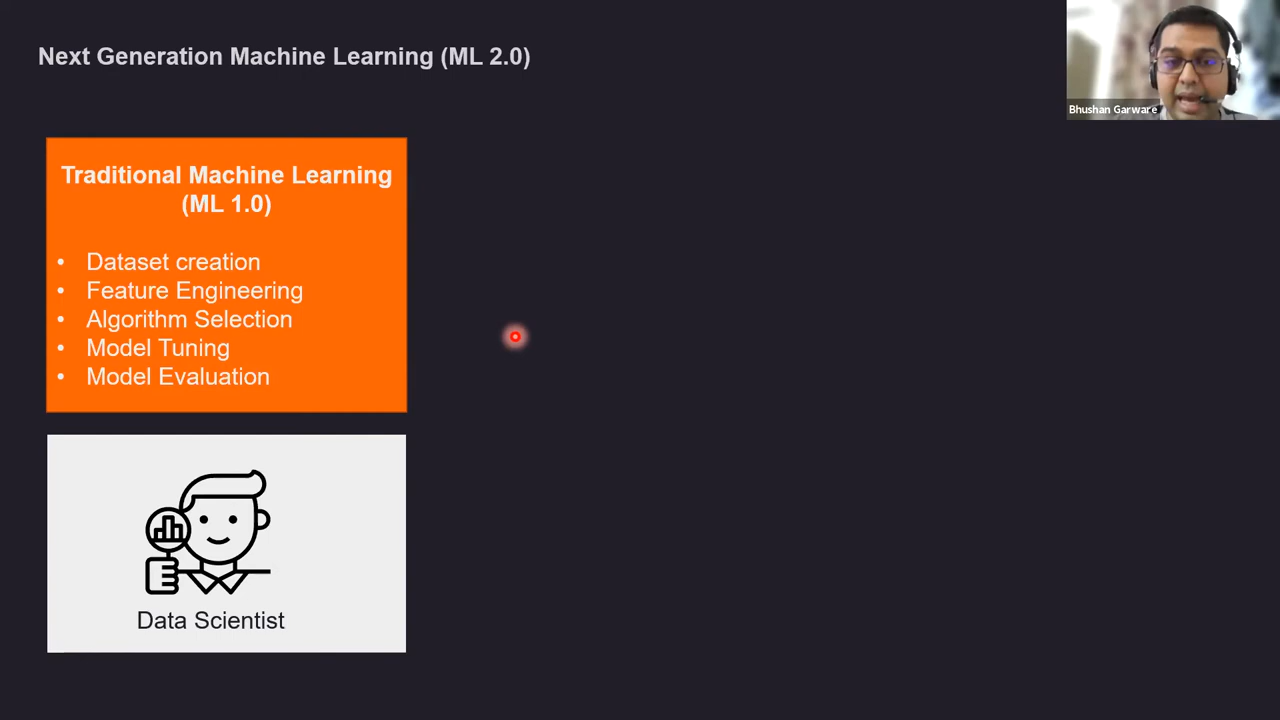 Next Generation Machine Learning (ML 2.0)
Bhushan Garware
Traditional Machine Learning
(ML 1.0)
• Dataset creation
• Feature Engineering
• Algorithm Selection
• Model Tuning
• Model Evaluation
Data Scientist